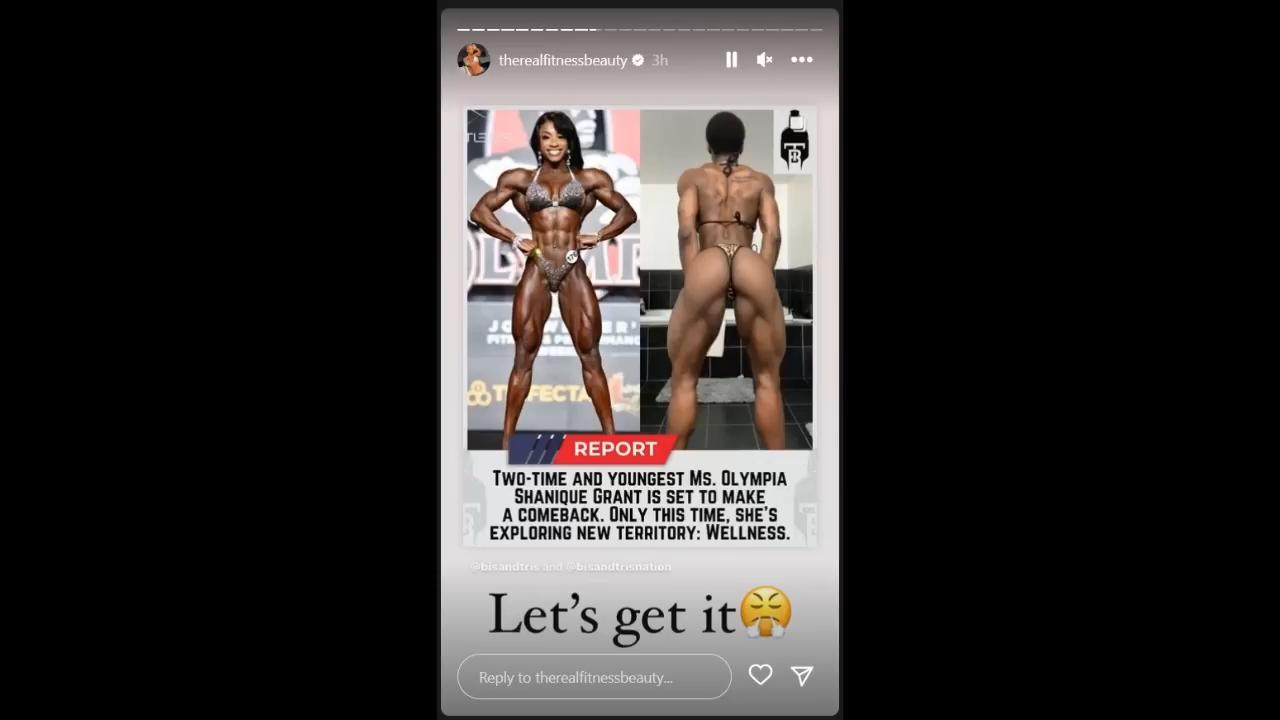 therealfitnessbeauty 3h
TB
REPORT
TWO-TIME AND YOUNGEST MS. OLYMPIA
SHANIQUE GRANT IS SET TO MAKE
A COMEBACK. ONLY THIS TIME, SHE'S
EXPLORING NEW TERRITORY: WELLNESS.
@bisandtris and @bisandtrisnation
Let's get it😤
Reply to therealfitnessbeauty...